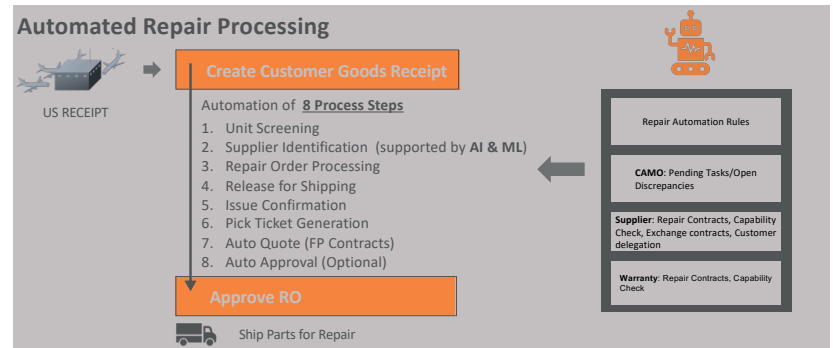 Automated Repair Processing
US RECEIPT
Create Customer Goods Receipt
Automation of 8 Process Steps
1. Unit Screening
2. Supplier Identification (supported by AI & ML)
3. Repair Order Processing
4. Release for Shipping
5. Issue Confirmation
6. Pick Ticket Generation
7. Auto Quote (FP Contracts)
8. Auto Approval (Optional)
Approve RO
Ship Parts for Repair
Repair Automation Rules
CAMO: Pending Tasks/Open
Discrepancies
Supplier: Repair Contracts, Capability
Check, Exchange contracts, Customer
delegation
Warranty: Repair Contracts, Capability
Check